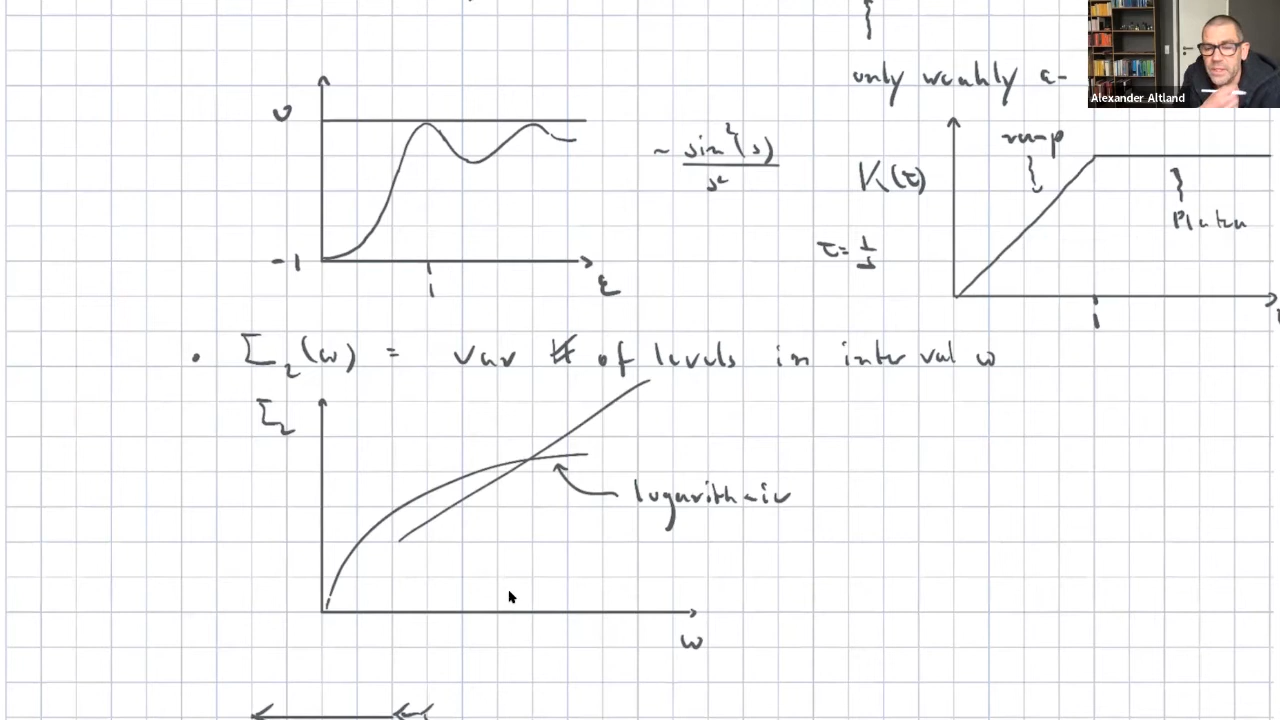 only weakly a-
Alexander Altland
0
~ sin²(s) / s²
K(τ)
ramp
Plateau
τ = 1/s
-1
1
ε
1
• Σ₂(ω) = var # of levels in interval ω
Σ₂
logarithmic
ω